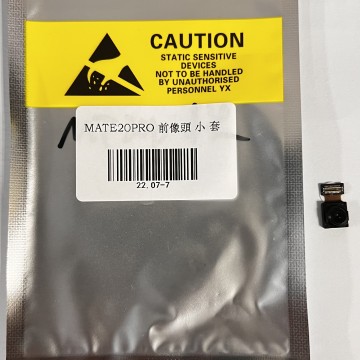 CAUTION
STATIC SENSITIVE
DEVICES
NOT TO BE HANDLED
BY UNAUTHORISED
PERSONNEL YX
MATE20PRO 前像頭 小 套
22.07-7